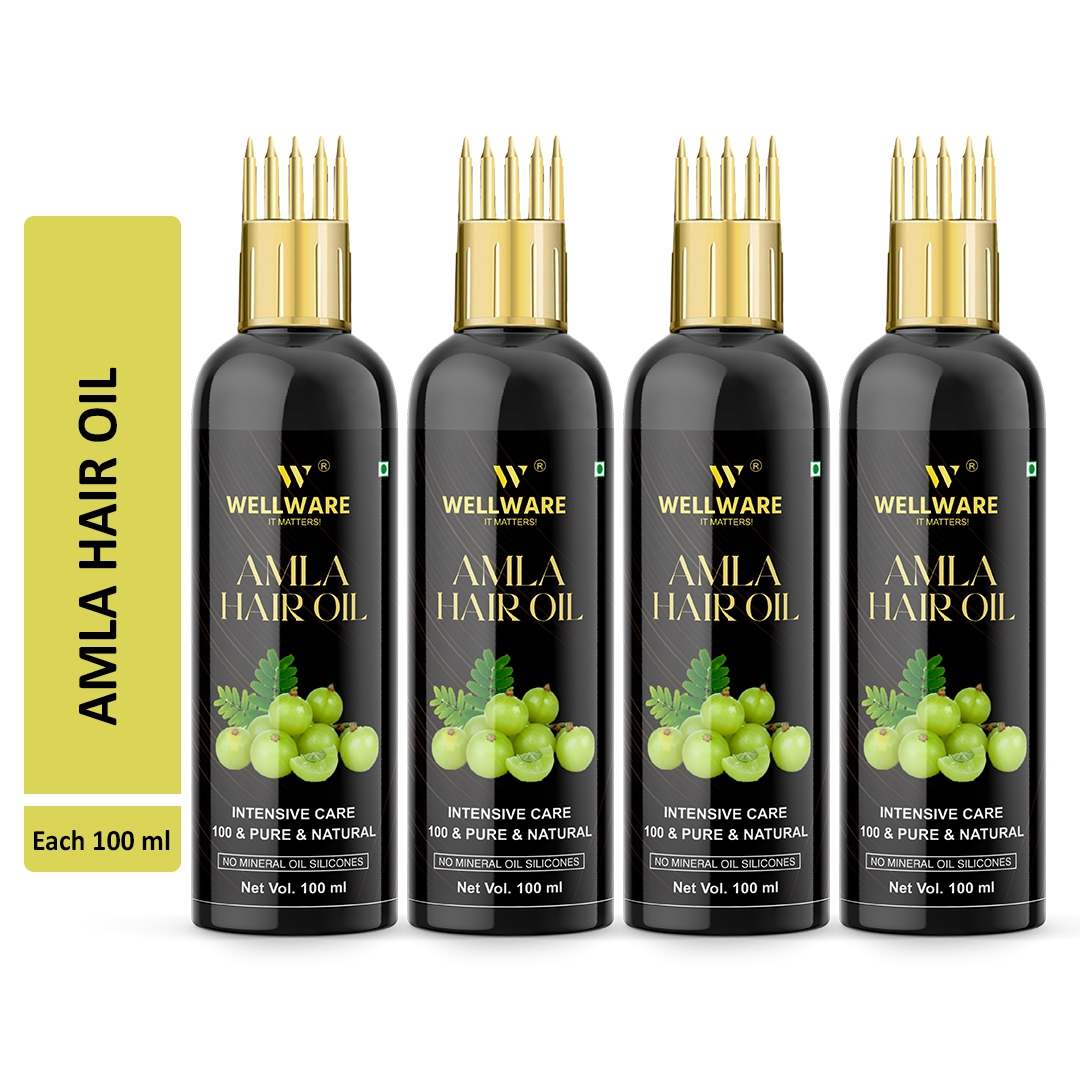 AMLA HAIR OIL
Each 100 ml
W ®
WELLWARE
IT MATTERS!
AMLA
HAIR OIL
INTENSIVE CARE
100 & PURE & NATURAL
NO MINERAL OIL SILICONES
Net Vol. 100 ml
W ®
WELLWARE
IT MATTERS!
AMLA
HAIR OIL
INTENSIVE CARE
100 & PURE & NATURAL
NO MINERAL OIL SILICONES
Net Vol. 100 ml
W ®
WELLWARE
IT MATTERS!
AMLA
HAIR OIL
INTENSIVE CARE
100 & PURE & NATURAL
NO MINERAL OIL SILICONES
Net Vol. 100 ml
W ®
WELLWARE
IT MATTERS!
AMLA
HAIR OIL
INTENSIVE CARE
100 & PURE & NATURAL
NO MINERAL OIL SILICONES
Net Vol. 100 ml